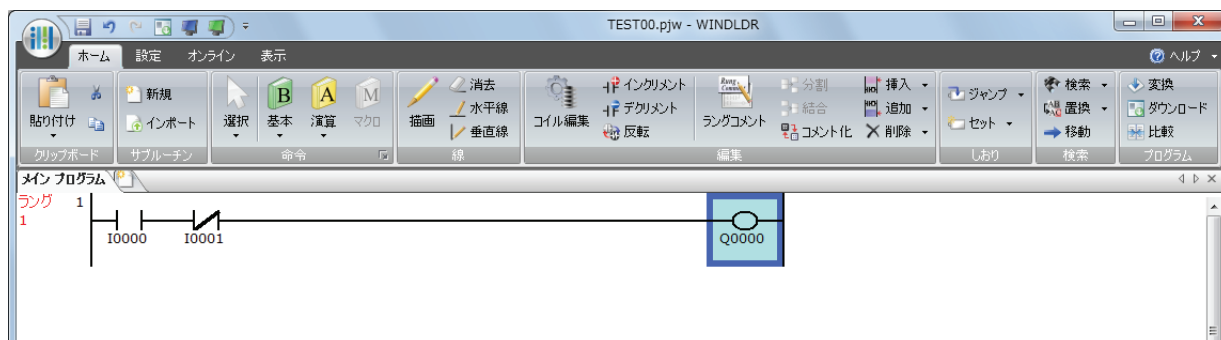 TEST00.pjw - WINDLDR
ホーム 設定 オンライン 表示 ヘルプ
貼り付け 新規 インポート 選択 B 基本 A 演算 M マクロ 描画 消去 水平線 垂直線 コイル編集 インクリメント デクリメント 反転 Rung Comment ラングコメント 分割 結合 コメント化 挿入 追加 削除 ジャンプ セット 検索 置換 移動 変換 ダウンロード 比較
クリップボード サブルーチン 命令 線 編集 しおり 検索 プログラム
メイン プログラム
ラング 1
1
I0000 I0001 Q0000